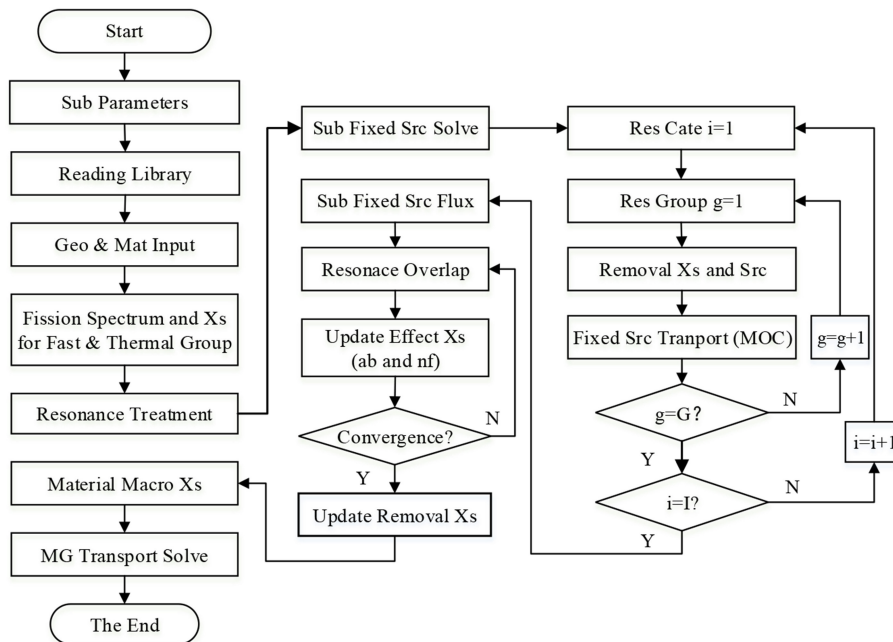 Start
Sub Parameters
Reading Library
Geo & Mat Input
Fission Spectrum and Xs
for Fast & Thermal Group
Resonance Treatment
Material Macro Xs
MG Transport Solve
The End
Sub Fixed Src Solve
Sub Fixed Src Flux
Resonace Overlap
Update Effect Xs
(ab and nf)
Convergence?
N
Y
Update Removal Xs
Res Cate i=1
Res Group g=1
Removal Xs and Src
Fixed Src Tranport (MOC)
g=G?
N
g=g+1
Y
i=I?
N
i=i+1
Y